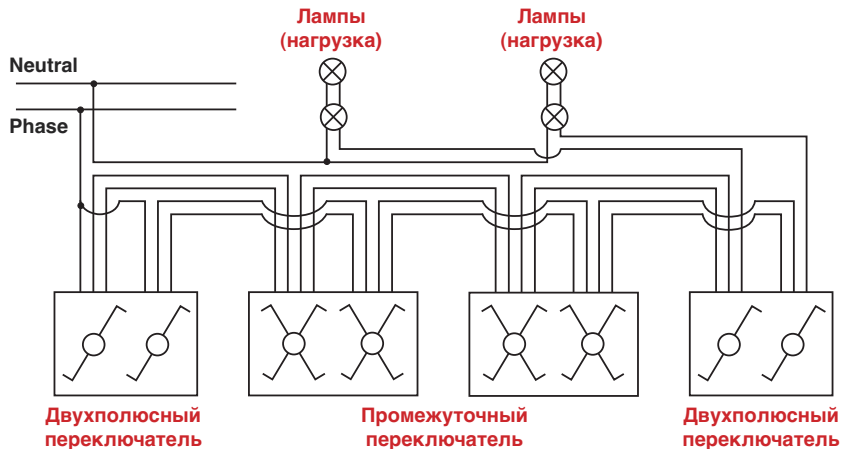 Лампы
(нагрузка)
Лампы
(нагрузка)
Neutral
Phase
Двухполюсный
переключатель
Промежуточный
переключатель
Двухполюсный
переключатель